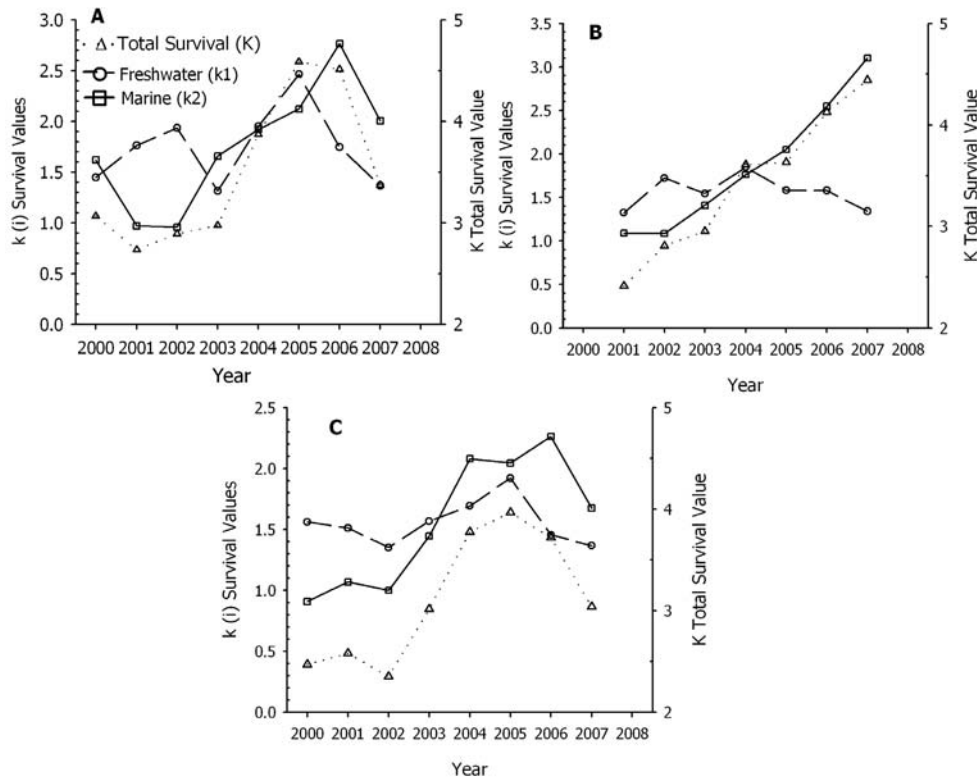 A
Total Survival (K)
Freshwater (k1)
Marine (k2)
k (i) Survival Values
3.0
2.5
2.0
1.5
1.0
0.5
0.0
5
4
3
2
K Total Survival Value
2000 2001 2002 2003 2004 2005 2006 2007 2008
Year
B
k (i) Survival Values
3.5
3.0
2.5
2.0
1.5
1.0
0.5
0.0
5
4
3
2
K Total Survival Value
2000 2001 2002 2003 2004 2005 2006 2007 2008
Year
C
k (i) Survival Values
2.5
2.0
1.5
1.0
0.5
0.0
5
4
3
2
K Total Survival Value
2000 2001 2002 2003 2004 2005 2006 2007 2008
Year